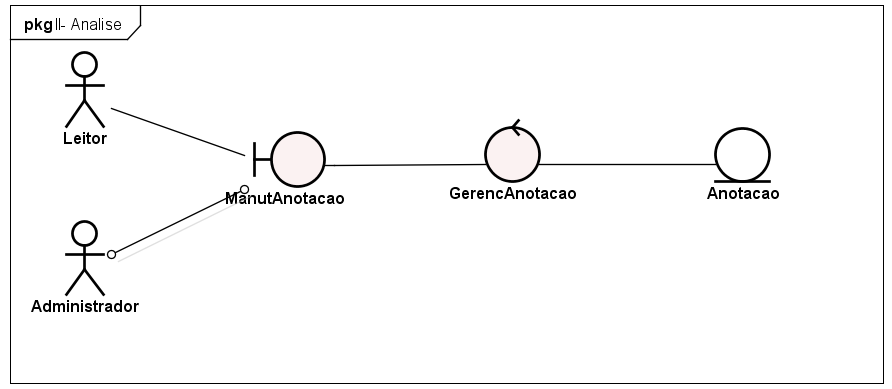 pkg II- Analise
Leitor
ManutAnotacao
GerencAnotacao
Anotacao
Administrador